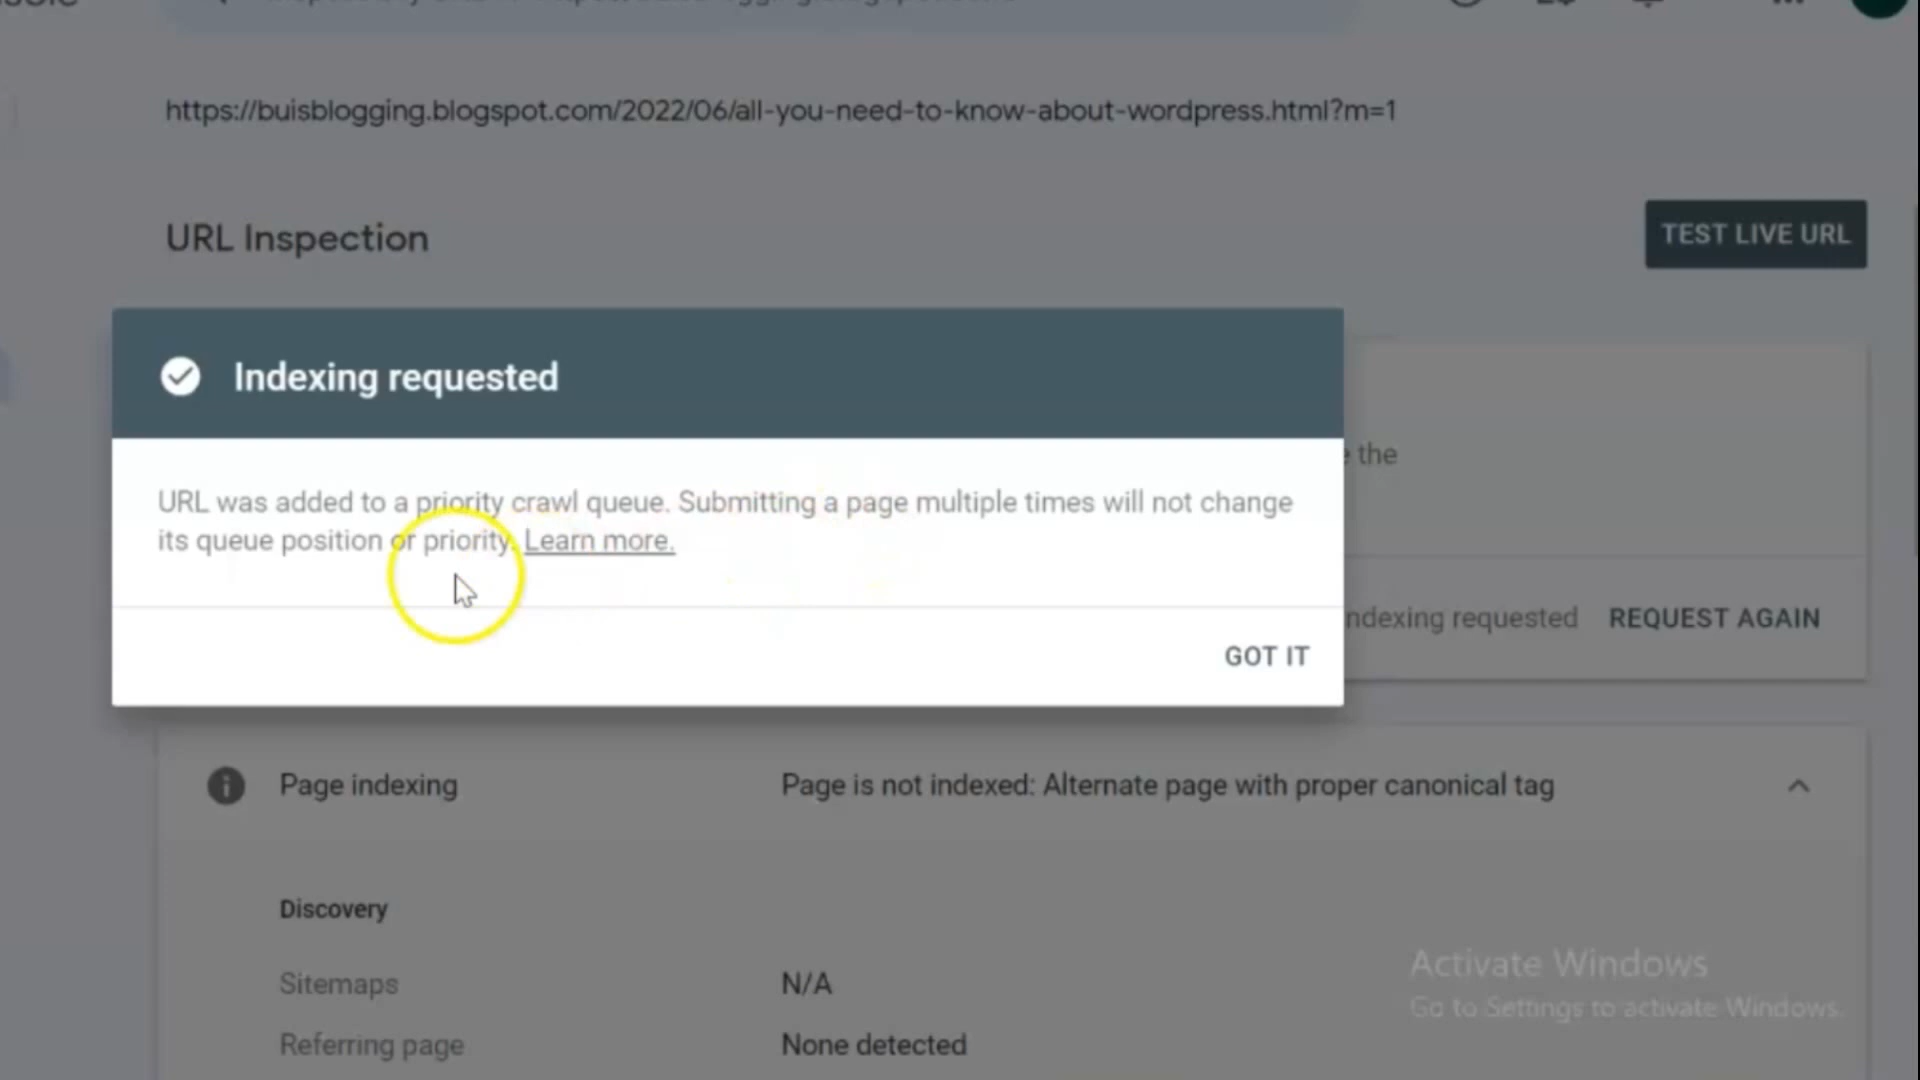 https://buisblogging.blogspot.com/2022/06/all-you-need-to-know-about-wordpress.html?m=1
URL Inspection
TEST LIVE URL
Indexing requested
the
URL was added to a priority crawl queue. Submitting a page multiple times will not change
its queue position or priority. Learn more.
ndexing requested REQUEST AGAIN
GOT IT
Page indexing Page is not indexed: Alternate page with proper canonical tag
Discovery
Sitemaps N/A
Referring page None detected
Activate Windows
Go to Settings to activate Windows.